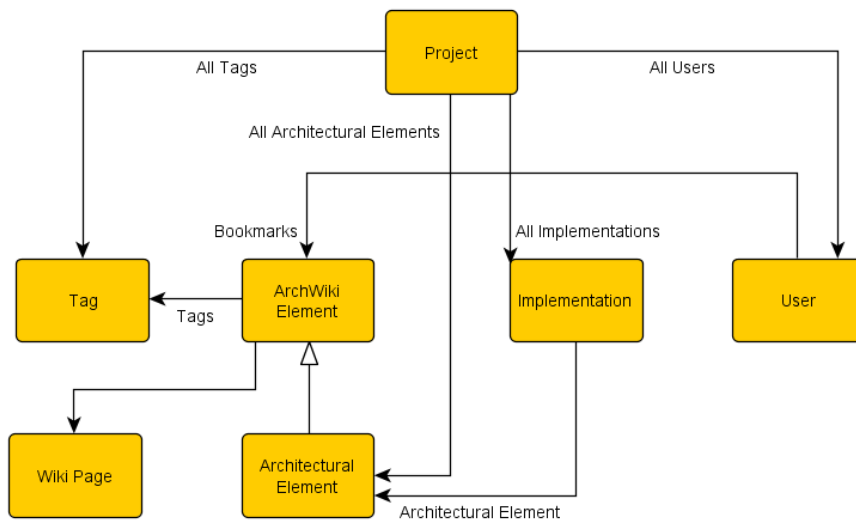 Project
All Tags
All Users
All Architectural Elements
Bookmarks
All Implementations
Tag
ArchWiki
Element
Implementation
User
Tags
Wiki Page
Architectural
Element
Architectural Element